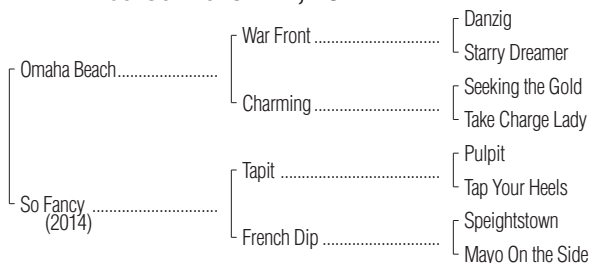 Danzig
War Front
Starry Dreamer
Omaha Beach
Seeking the Gold
Charming
Take Charge Lady
Pulpit
Tapit
Tap Your Heels
So Fancy
(2014)
Speightstown
French Dip
Mayo On the Side